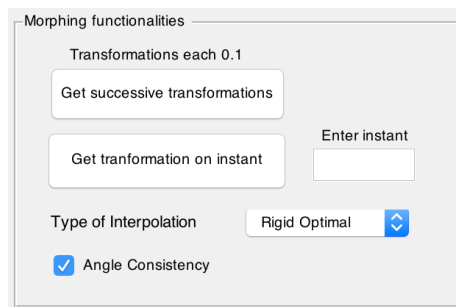 Morphing functionalities
Transformations each 0.1
Get successive transformations
Enter instant
Get tranformation on instant
Type of Interpolation
Rigid Optimal
Angle Consistency